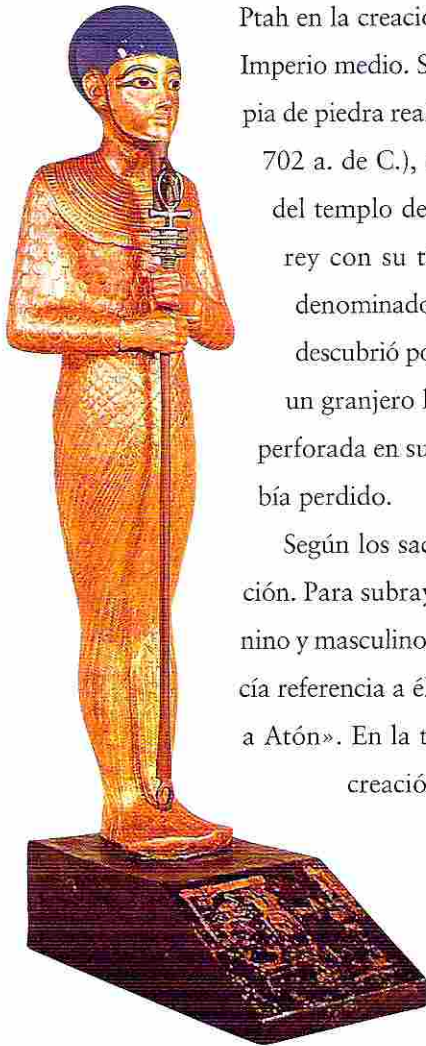 Ptah en la creació
Imperio medio. S
pia de piedra real
702 a. de C.),
del templo de
rey con su t
denominado
descubrió po
un granjero l
perforada en su
bía perdido.
Según los sac
ción. Para subray
nino y masculino
cía referencia a él
a Atón». En la t
creació